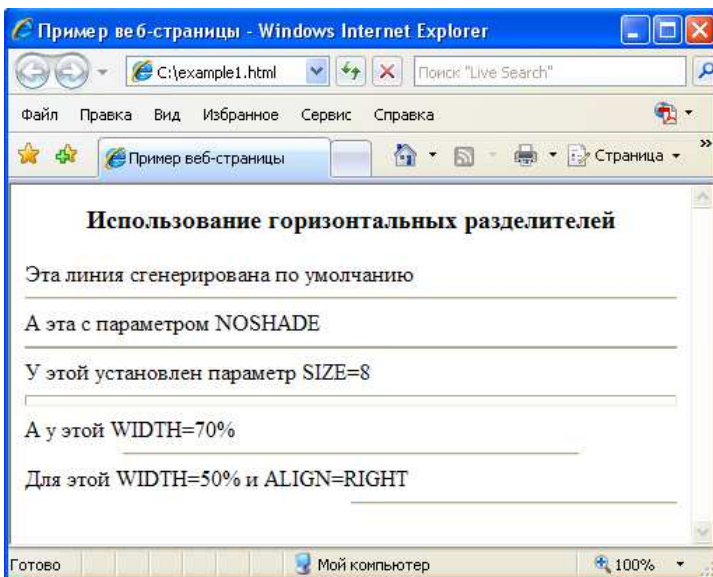 Пример веб-страницы - Windows Internet Explorer
C:\example1.html Поиск "Live Search"
Файл Правка Вид Избранное Сервис Справка
Пример веб-страницы Страница
Использование горизонтальных разделителей
Эта линия сгенерирована по умолчанию
А эта с параметром NOSHADE
У этой установлен параметр SIZE=8
А у этой WIDTH=70%
Для этой WIDTH=50% и ALIGN=RIGHT
Готово Мой компьютер 100%